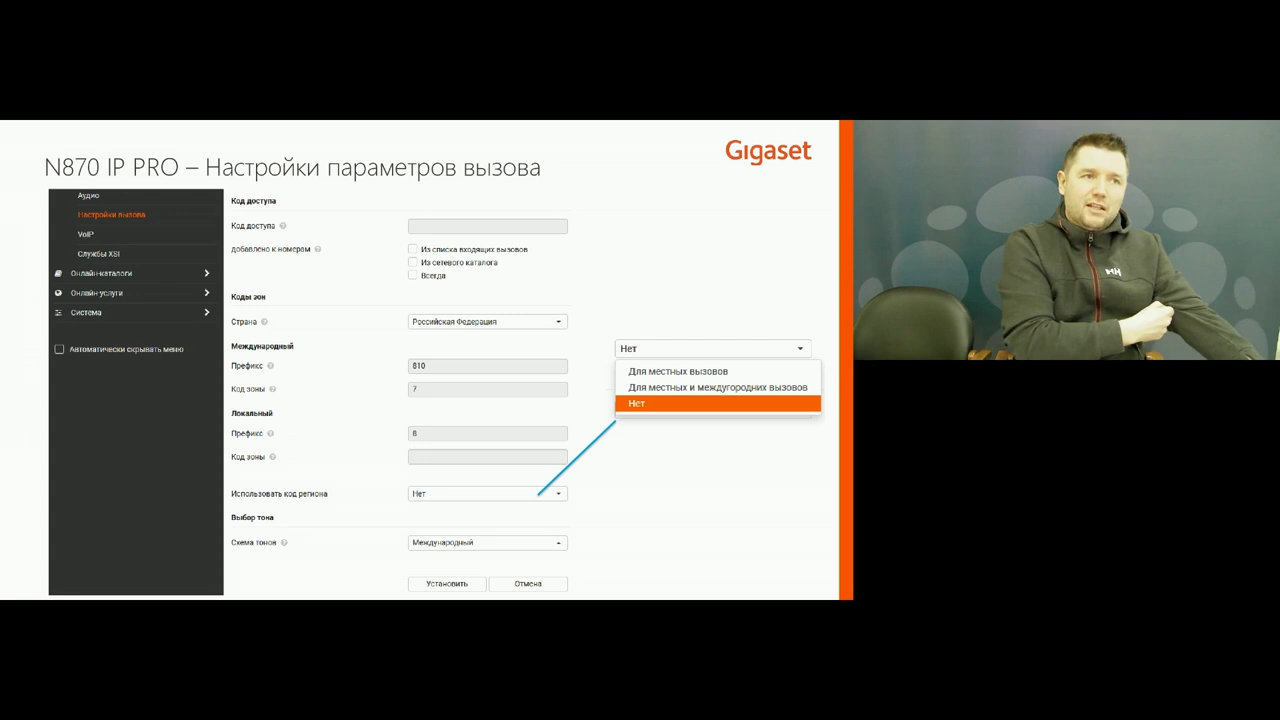 Gigaset
N870 IP PRO – Настройки параметров вызова
Аудио
Настройки вызова
VoIP
Службы XSI
Онлайн-каталоги
Онлайн-услуги
Система
Автоматически скрывать меню
Код доступа
Код доступа
добавлено к номером
Из списка входящих вызовов
Из сетевого каталога
Всегда
Коды зон
Страна Российская Федерация
Международный
Префикс 810
Код зоны 7
Локальный
Префикс 8
Код зоны
Использовать код региона Нет
Выбор тона
Схема тонов Международный
Установить Отмена
Нет
Для местных вызовов
Для местных и междугородних вызовов
Нет
HH